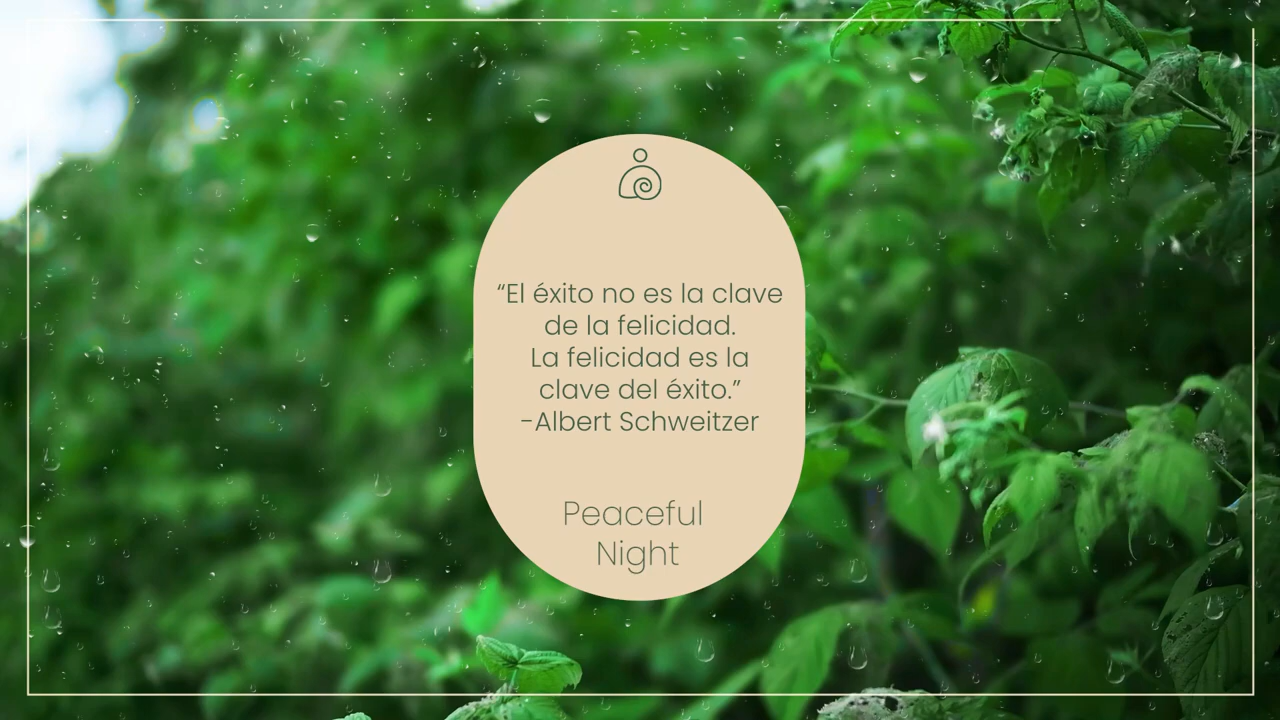 “El éxito no es la clave
de la felicidad.
La felicidad es la
clave del éxito.”
-Albert Schweitzer
Peaceful
Night